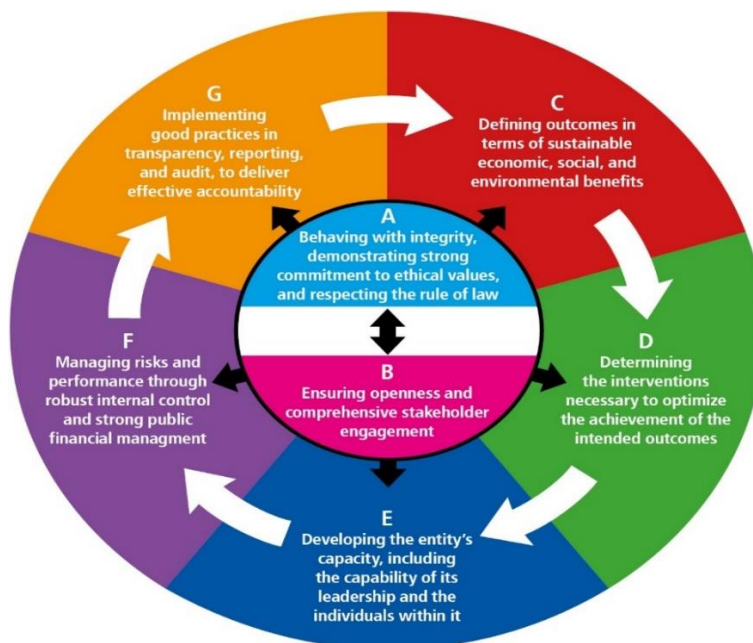 G
Implementing
good practices in
transparency, reporting,
and audit, to deliver
effective accountability
C
Defining outcomes in
terms of sustainable
economic, social, and
environmental benefits
A
Behaving with integrity,
demonstrating strong
commitment to ethical values,
and respecting the rule of law
B
Ensuring openness and
comprehensive stakeholder
engagement
F
Managing risks and
performance through
robust internal control
and strong public
financial managment
D
Determining
the interventions
necessary to optimize
the achievement of the
intended outcomes
E
Developing the entity's
capacity, including
the capability of its
leadership and the
individuals within it